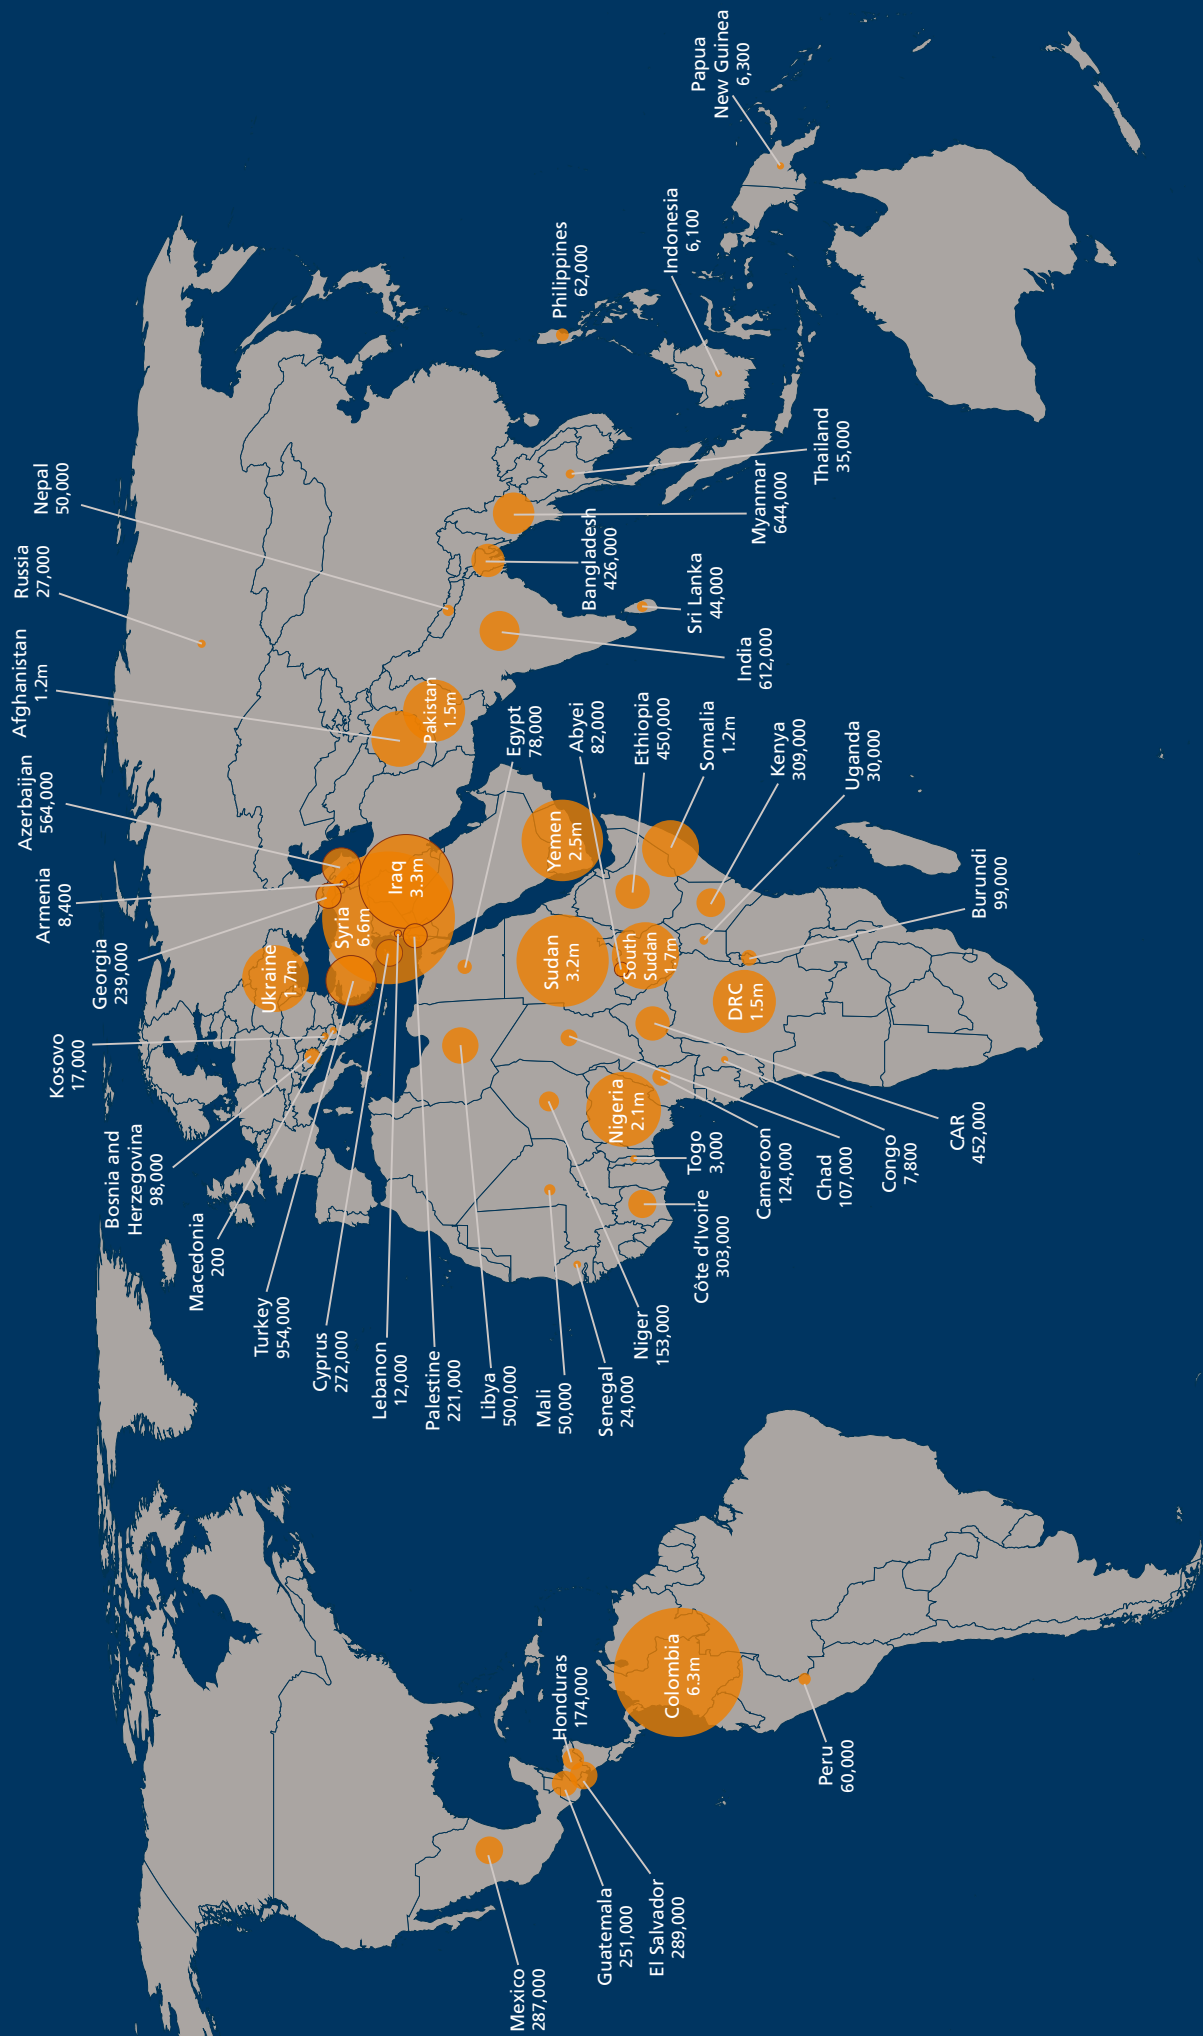 Mexico
287,000
Guatemala
251,000
El Salvador
289,000
Honduras
174,000
Colombia
6.3m
Peru
60,000
Kosovo
17,000
Bosnia and
Herzegovina
98,000
Macedonia
200
Turkey
954,000
Cyprus
272,000
Lebanon
12,000
Palestine
221,000
Libya
500,000
Mali
50,000
Senegal
24,000
Niger
153,000
Côte d'Ivoire
303,000
Togo
3,000
Cameroon
124,000
Chad
107,000
Congo
7,800
CAR
452,000
Nigeria
2.1m
DRC
1.5m
Burundi
99,000
Uganda
30,000
Kenya
309,000
Somalia
1.2m
Ethiopia
450,000
Abyei
82,000
Egypt
78,000
Sudan
3.2m
South
Sudan
1.7m
Yemen
2.5m
Ukraine
1.7m
Syria
6.6m
Iraq
3.3m
Georgia
239,000
Armenia
8,400
Azerbaijan
564,000
Afghanistan
1.2m
Russia
27,000
Nepal
50,000
Pakistan
1.5m
India
612,000
Sri Lanka
44,000
Bangladesh
426,000
Myanmar
644,000
Thailand
35,000
Philippines
62,000
Indonesia
6,100
Papua
New Guinea
6,300